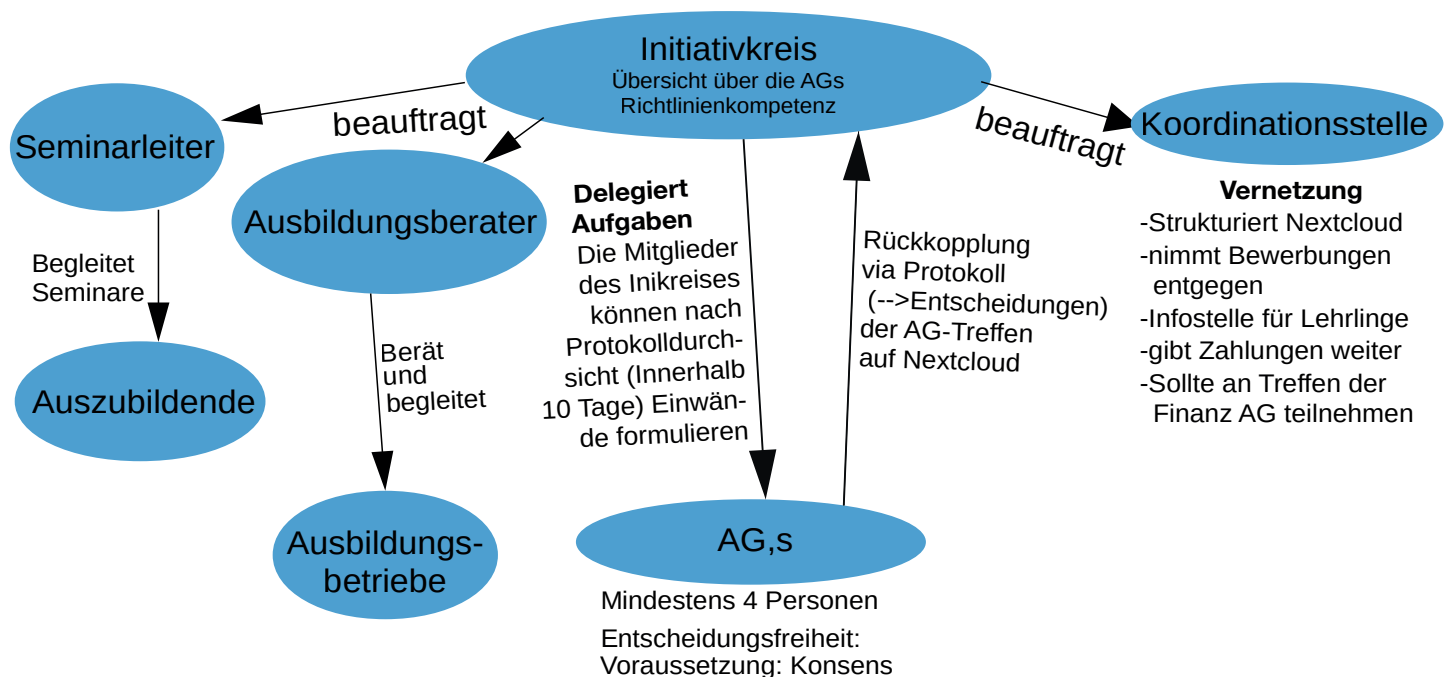 Initiativkreis
Übersicht über die AGs
Richtlinienkompetenz
beauftragt
beauftragt
Seminarleiter
Begleitet
Seminare
Auszubildende
Ausbildungsberater
Berät
und
begleitet
Ausbildungs-
betriebe
Delegiert
Aufgaben
Die Mitglieder
des Inikreises
können nach
Protokolldurch-
sicht (Innerhalb
10 Tage) Einwän-
de formulieren
Rückkopplung
via Protokoll
(-->Entscheidungen)
der AG-Treffen
auf Nextcloud
AG,s
Mindestens 4 Personen
Entscheidungsfreiheit:
Voraussetzung: Konsens
Koordinationsstelle
Vernetzung
-Strukturiert Nextcloud
-nimmt Bewerbungen
entgegen
-Infostelle für Lehrlinge
-gibt Zahlungen weiter
-Sollte an Treffen der
Finanz AG teilnehmen